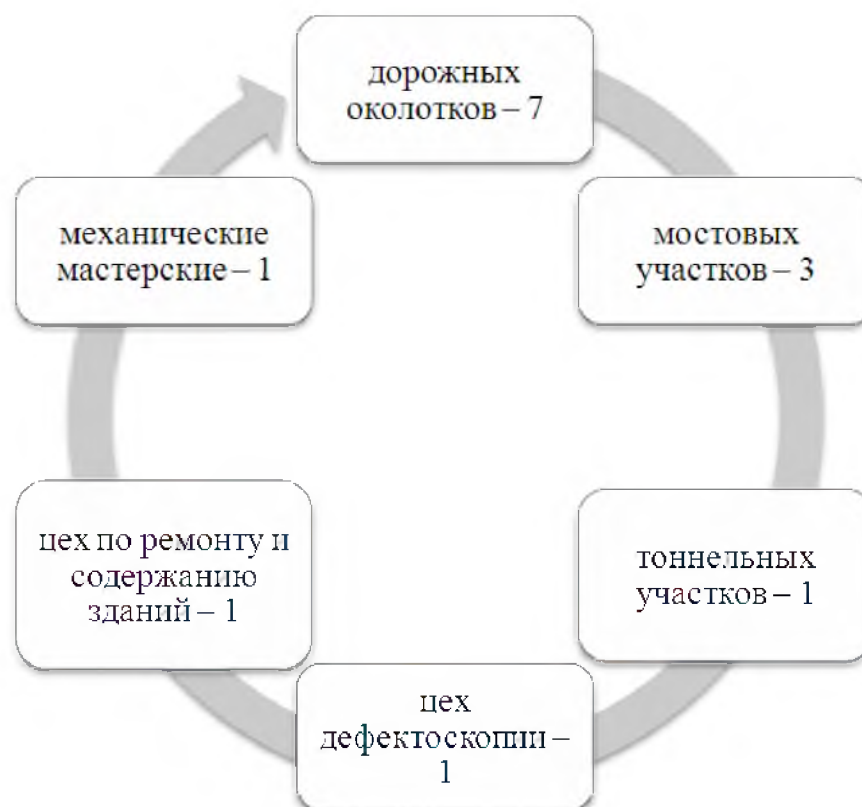 дорожных
околотков – 7
мостовых
участков – 3
тоннельных
участков – 1
цех
дефектоскопии –
1
цех по ремонту и
содержанию
зданий – 1
механические
мастерские – 1